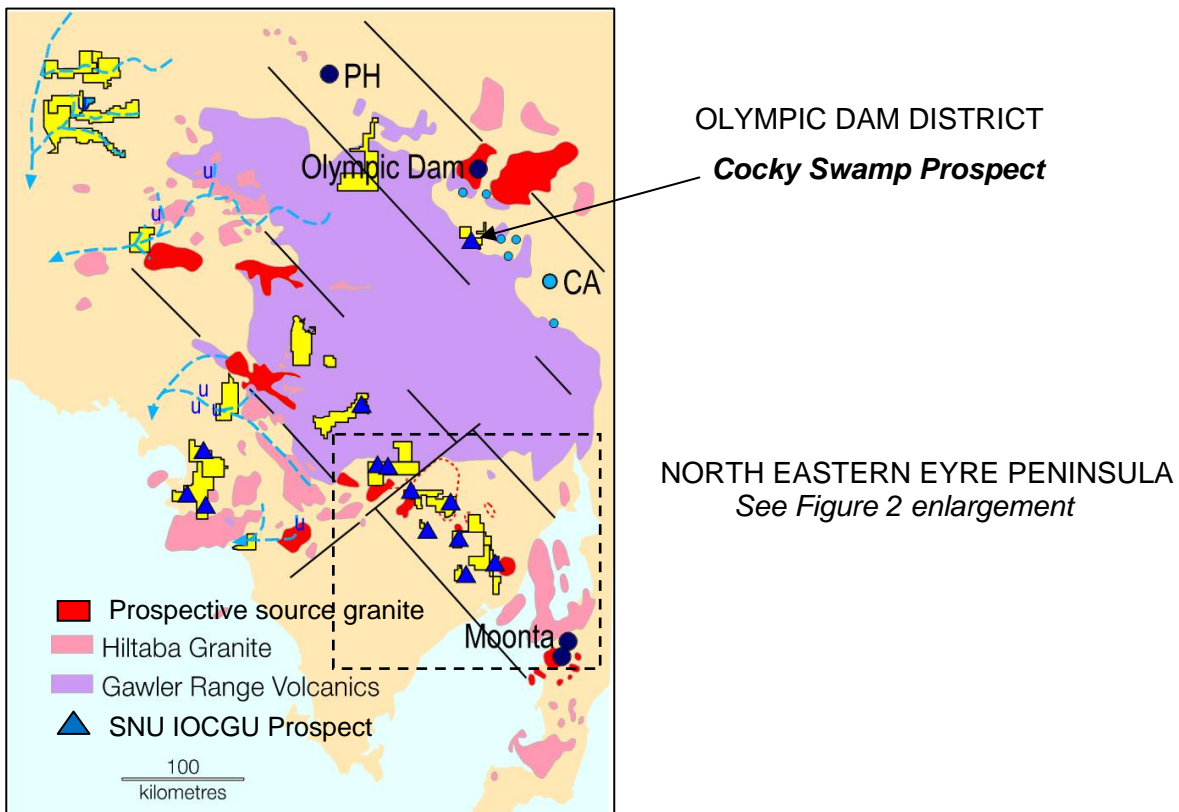 PH
OLYMPIC DAM DISTRICT
Cocky Swamp Prospect
Olympic Dam
u
u
u
CA
u
u
u
u
NORTH EASTERN EYRE PENINSULA
See Figure 2 enlargement
u
Prospective source granite
Hiltaba Granite
Moonta
Gawler Range Volcanics
SNU IOCGU Prospect
100
kilometres